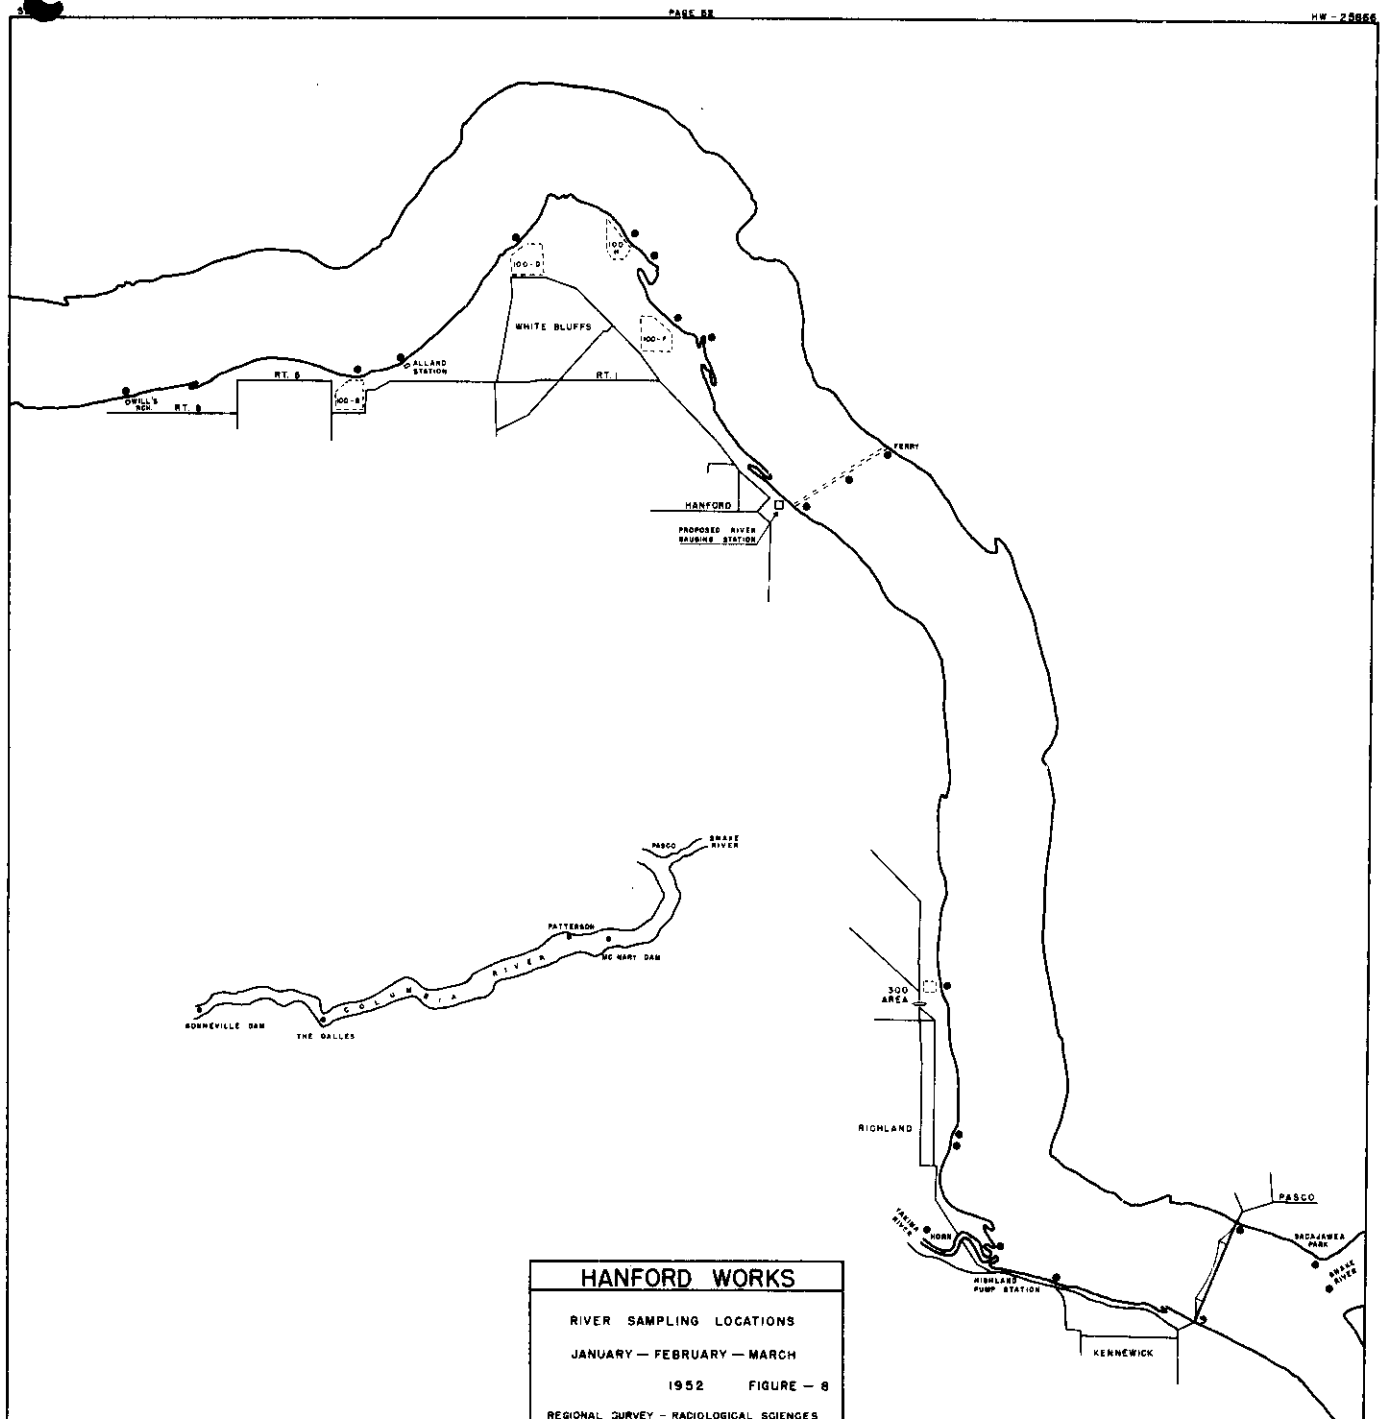 PAGE 52
HW-25866
100-D
100
H
WHITE BLUFFS
100-F
ALLARD
STATION
RT. 6
RT. 1
100-B
WILL'S
RCH.
RT. 6
FERRY
HANFORD
PROPOSED RIVER
GAUGING STATION
PASCO
SNAKE
RIVER
PATTERSON
MC NARY DAM
COLUMBIA RIVER
BONNEVILLE DAM
THE DALLES
300
AREA
RICHLAND
YAKIMA
RIVER
HORN
HIGHLAND
PUMP STATION
PASCO
SACAJAWEA
PARK
SNAKE
RIVER
KENNEWICK
HANFORD WORKS
RIVER SAMPLING LOCATIONS
JANUARY — FEBRUARY — MARCH
1952 FIGURE — 8
REGIONAL SURVEY — RADIOLOGICAL SCIENCES